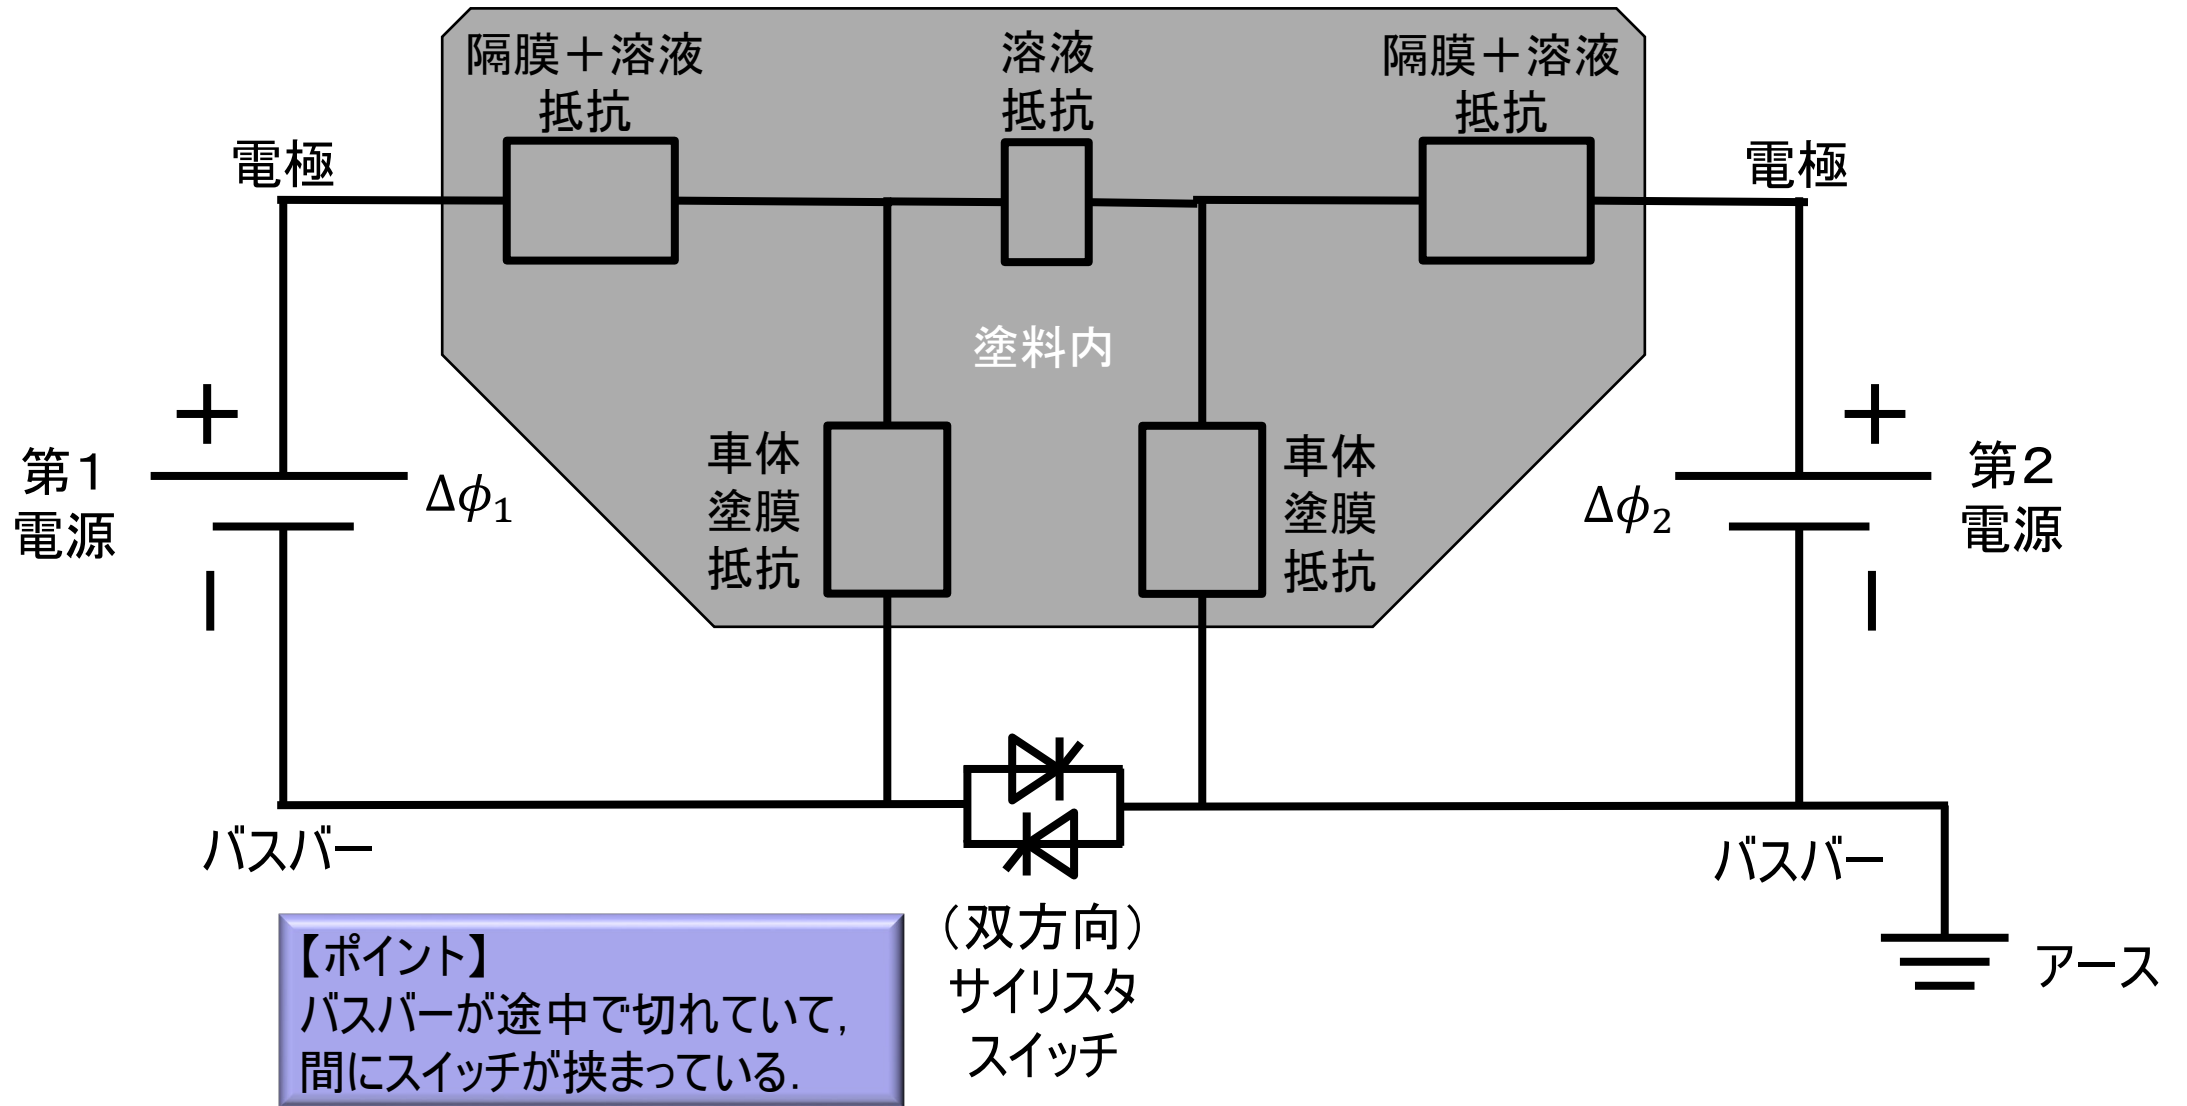 隔膜＋溶液
抵抗
溶液
抵抗
隔膜＋溶液
抵抗
電極
電極
塗料内
＋
第１
電源
－
Δϕ₁
車体
塗膜
抵抗
車体
塗膜
抵抗
Δϕ₂
＋
第２
電源
－
バスバー
バスバー
（双方向）
サイリスタ
スイッチ
アース
【ポイント】
バスバーが途中で切れていて，
間にスイッチが挟まっている．